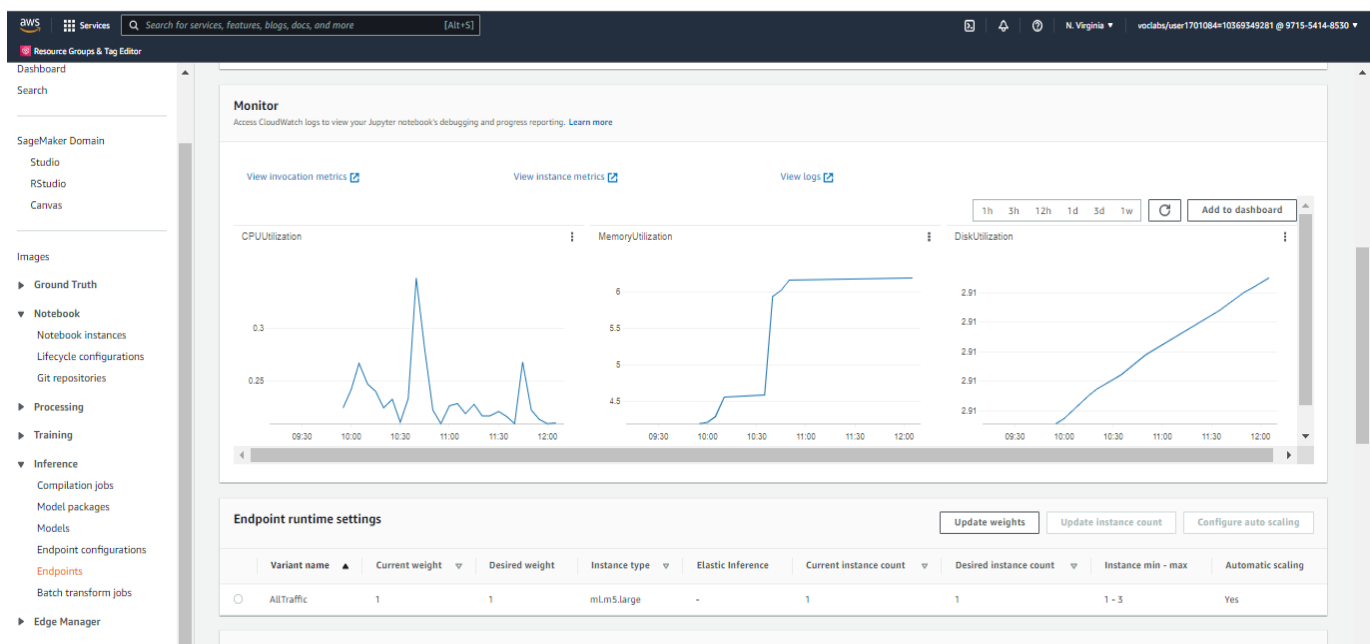 aws Services Search for services, features, blogs, docs, and more [Alt+S] N. Virginia voclabs/user1701084=10369349281 @ 9715-5414-8530
Resource Groups & Tag Editor
Dashboard
Search
SageMaker Domain
Studio
RStudio
Canvas
Images
Ground Truth
Notebook
Notebook instances
Lifecycle configurations
Git repositories
Processing
Training
Inference
Compilation jobs
Model packages
Models
Endpoint configurations
Endpoints
Batch transform jobs
Edge Manager
Monitor
Access CloudWatch logs to view your Jupyter notebook's debugging and progress reporting. Learn more
View invocation metrics View instance metrics View logs
1h 3h 12h 1d 3d 1w Add to dashboard
CPUUtilization
0.3
0.25
09:30 10:00 10:30 11:00 11:30 12:00
MemoryUtilization
6
5.5
5
4.5
09:30 10:00 10:30 11:00 11:30 12:00
DiskUtilization
2.91
2.91
2.91
2.91
2.91
09:30 10:00 10:30 11:00 11:30 12:00
Endpoint runtime settings Update weights Update instance count Configure auto scaling
Variant name Current weight Desired weight Instance type Elastic Inference Current instance count Desired instance count Instance min - max Automatic scaling
AllTraffic 1 1 ml.m5.large - 1 1 1 - 3 Yes